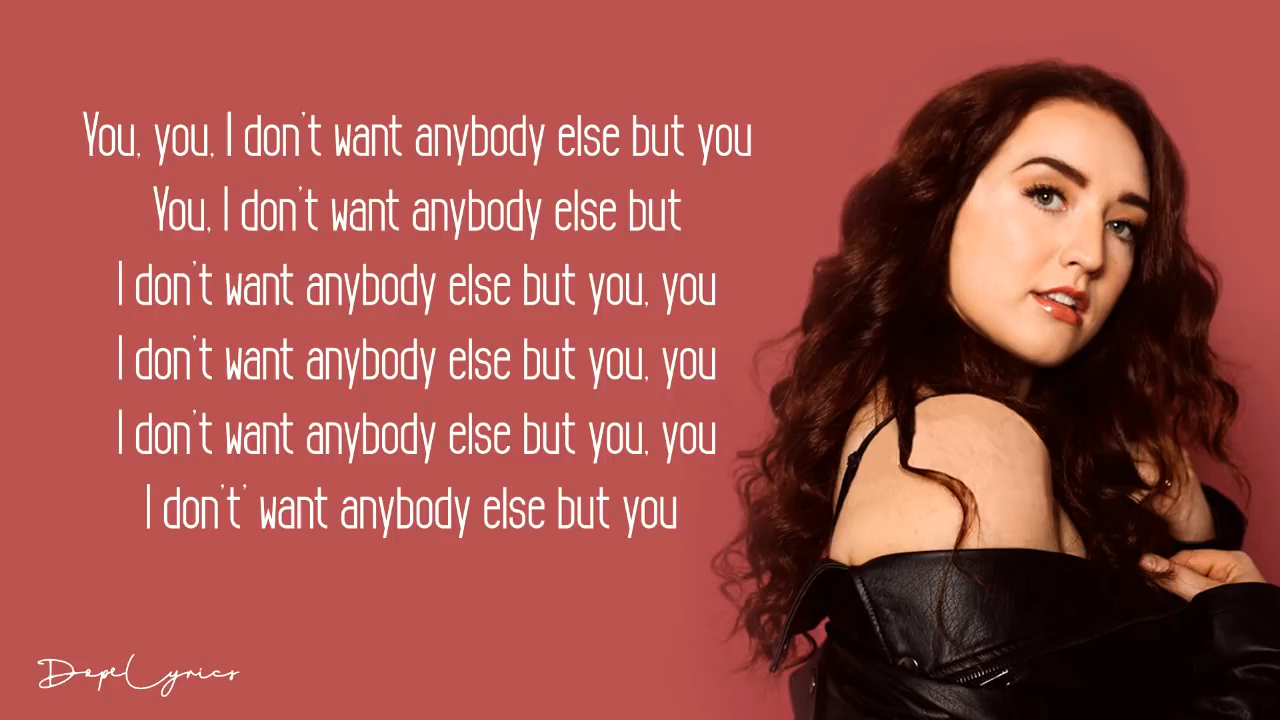 You, you, I don't want anybody else but you
You, I don't want anybody else but
I don't want anybody else but you, you
I don't want anybody else but you, you
I don't want anybody else but you, you
I don't t' want anybody else but you
DopeLyrics